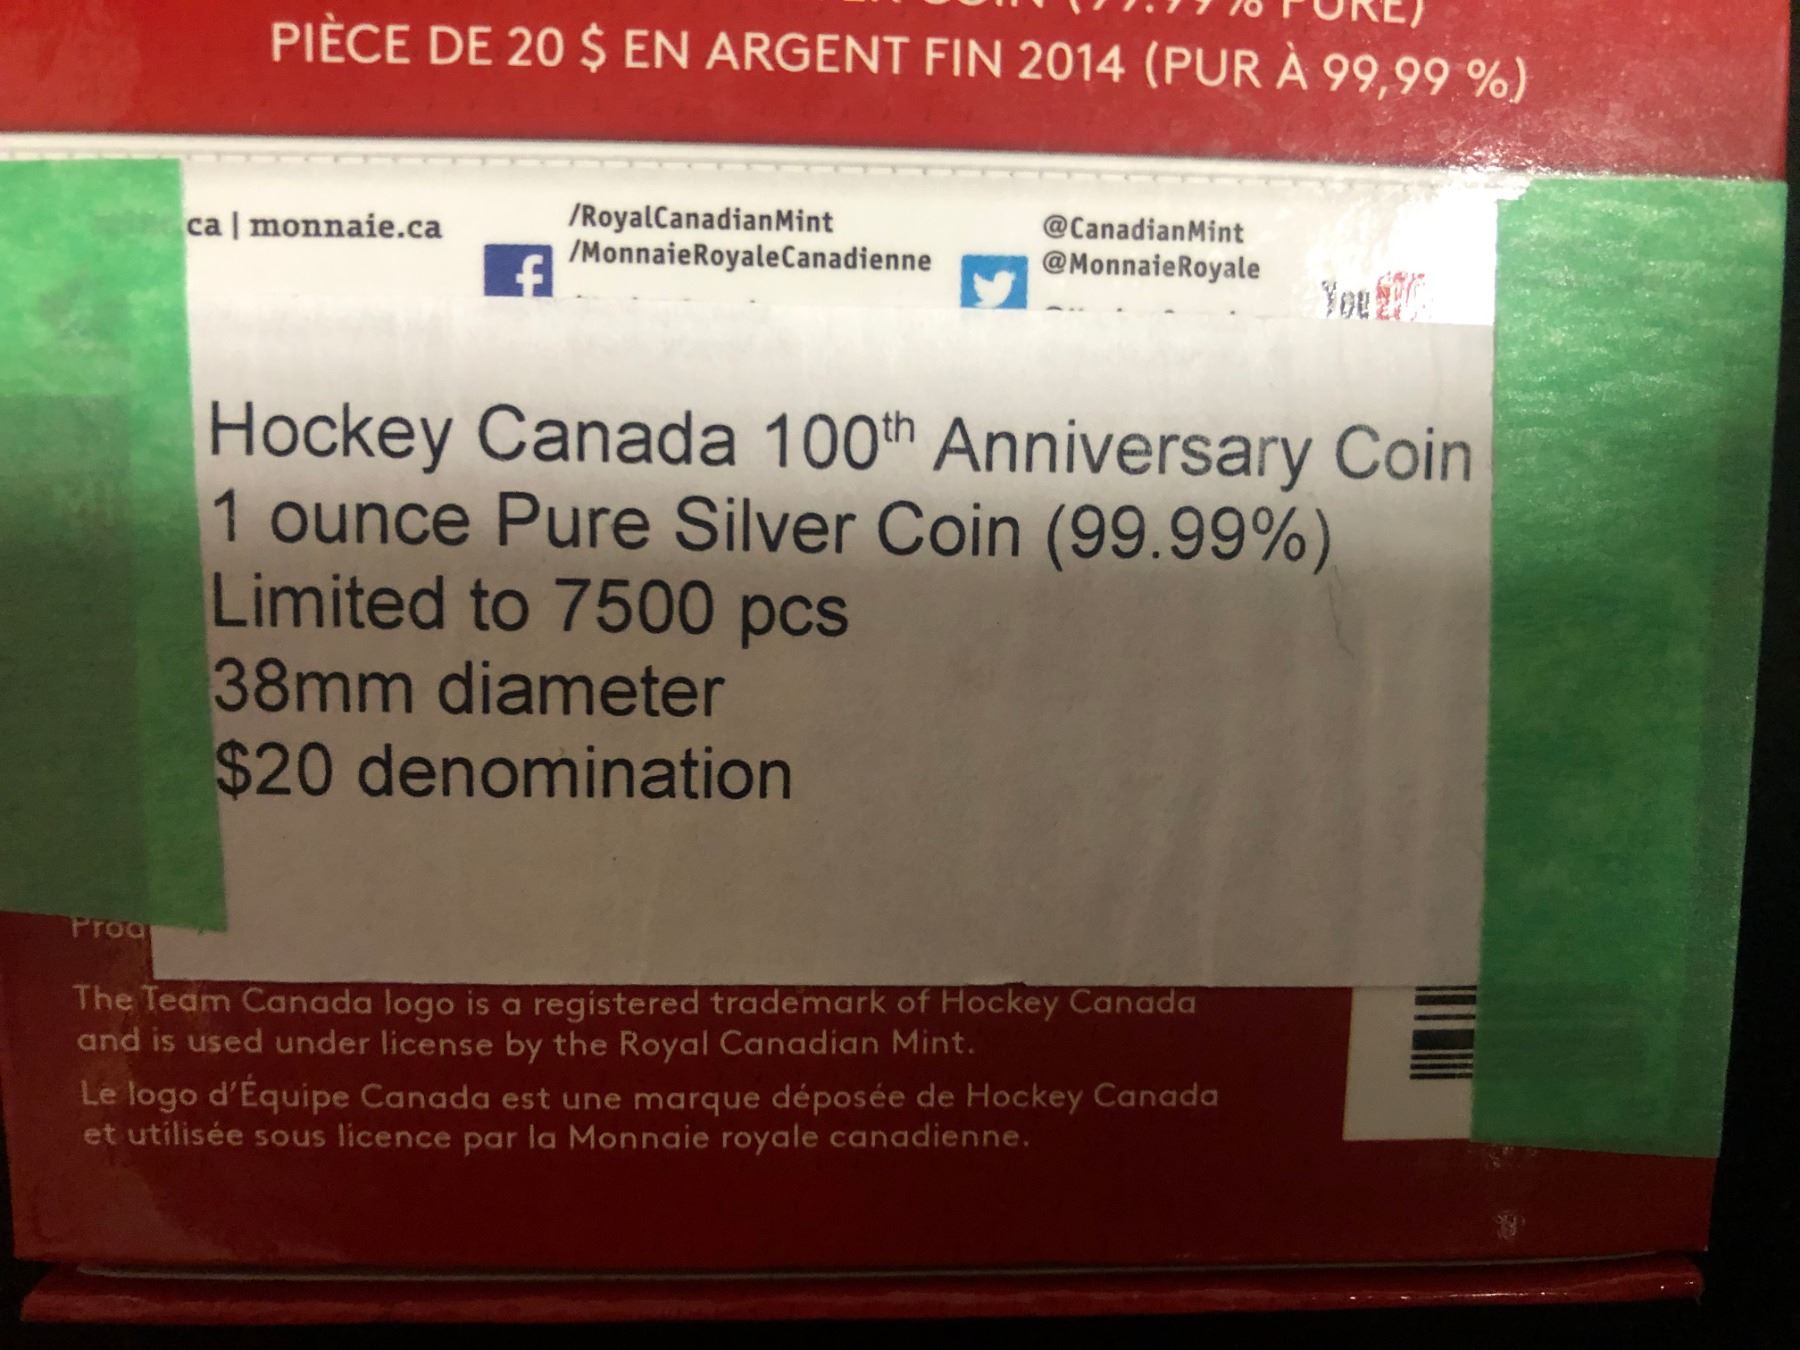 PURE)
PIÈCE DE 20 $ EN ARGENT FIN 2014 (PUR À 99,99 %)
ca | monnaie.ca
/RoyalCanadianMint
/MonnaieRoyaleCanadienne
@CanadianMint
@MonnaieRoyale
You
Hockey Canada 100th Anniversary Coin
1 ounce Pure Silver Coin (99.99%)
Limited to 7500 pcs
38mm diameter
$20 denomination
The Team Canada logo is a registered trademark of Hockey Canada
and is used under license by the Royal Canadian Mint.
Le logo d'Équipe Canada est une marque déposée de Hockey Canada
et utilisée sous licence par la Monnaie royale canadienne.